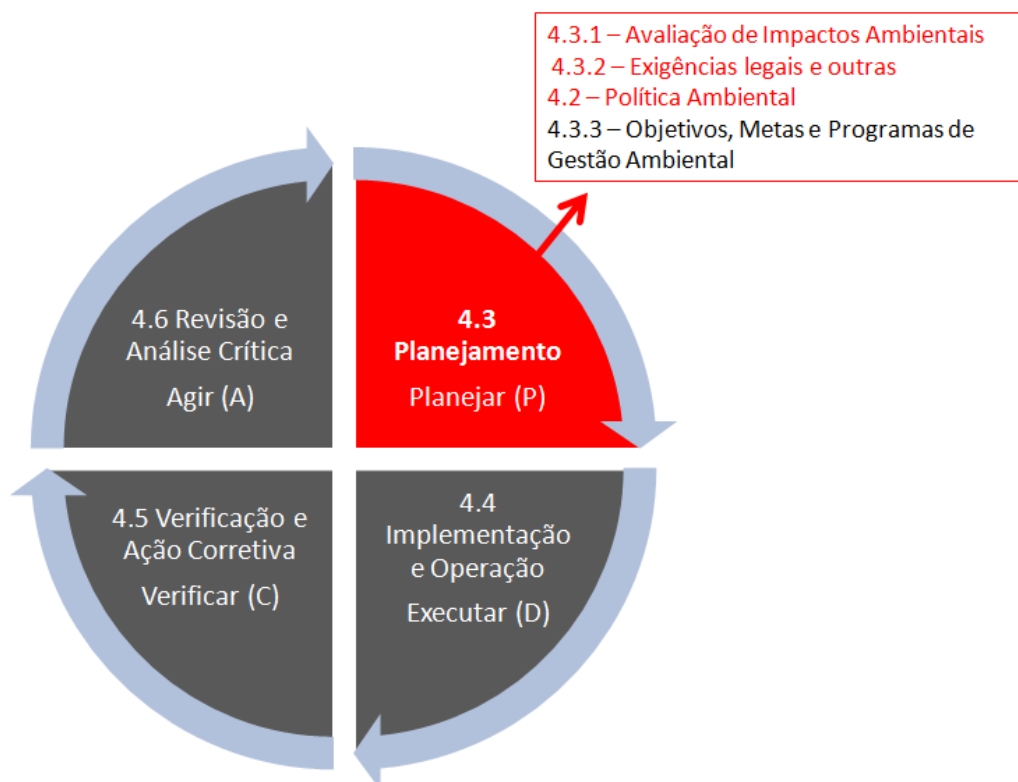 4.3.1 – Avaliação de Impactos Ambientais
4.3.2 – Exigências legais e outras
4.2 – Política Ambiental
4.3.3 – Objetivos, Metas e Programas de
Gestão Ambiental
4.6 Revisão e
Análise Crítica
Agir (A)
4.3
Planejamento
Planejar (P)
4.5 Verificação e
Ação Corretiva
Verificar (C)
4.4
Implementação
e Operação
Executar (D)